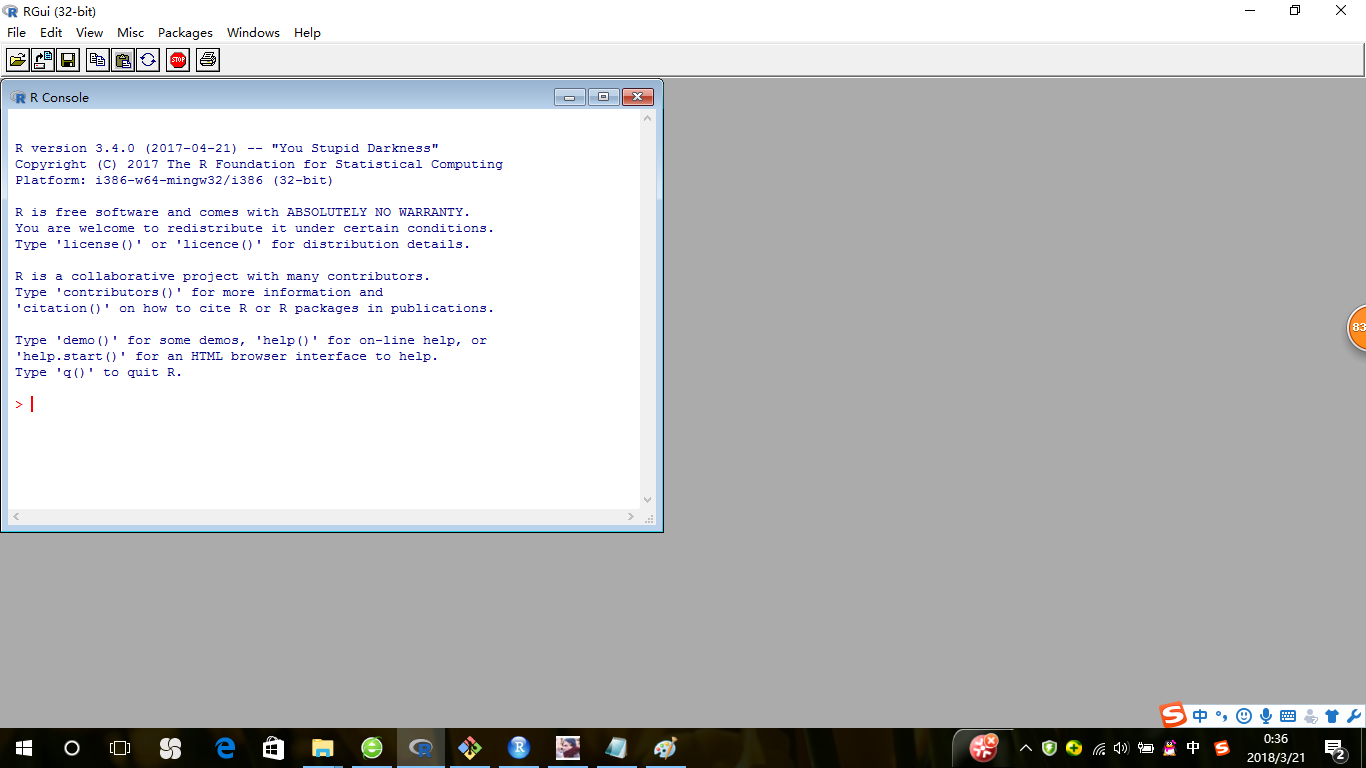 RGui (32-bit)
File Edit View Misc Packages Windows Help
STOP
R Console
R version 3.4.0 (2017-04-21) -- "You Stupid Darkness"
Copyright (C) 2017 The R Foundation for Statistical Computing
Platform: i386-w64-mingw32/i386 (32-bit)
R is free software and comes with ABSOLUTELY NO WARRANTY.
You are welcome to redistribute it under certain conditions.
Type 'license()' or 'licence()' for distribution details.
R is a collaborative project with many contributors.
Type 'contributors()' for more information and
'citation()' on how to cite R or R packages in publications.
Type 'demo()' for some demos, 'help()' for on-line help, or
'help.start()' for an HTML browser interface to help.
Type 'q()' to quit R.
>
83
中
中
0:36
2018/3/21
2